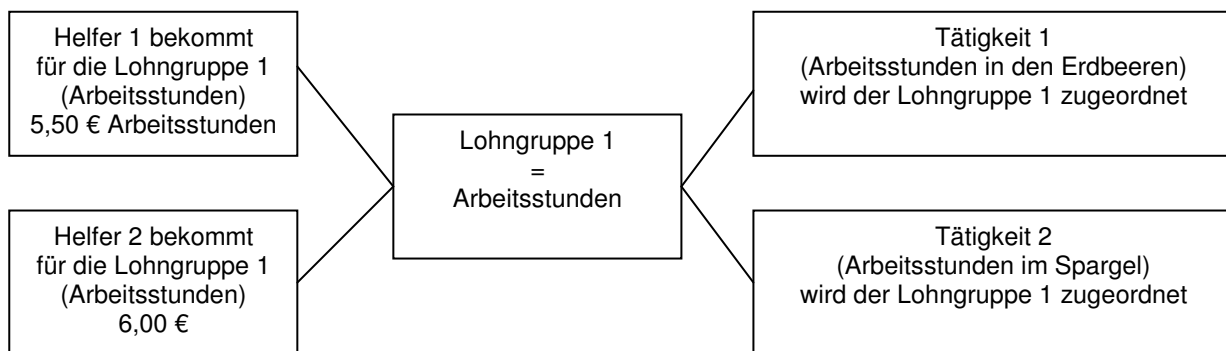 Helfer 1 bekommt
für die Lohngruppe 1
(Arbeitsstunden)
5,50 € Arbeitsstunden
Helfer 2 bekommt
für die Lohngruppe 1
(Arbeitsstunden)
6,00 €
Lohngruppe 1
=
Arbeitsstunden
Tätigkeit 1
(Arbeitsstunden in den Erdbeeren)
wird der Lohngruppe 1 zugeordnet
Tätigkeit 2
(Arbeitsstunden im Spargel)
wird der Lohngruppe 1 zugeordnet